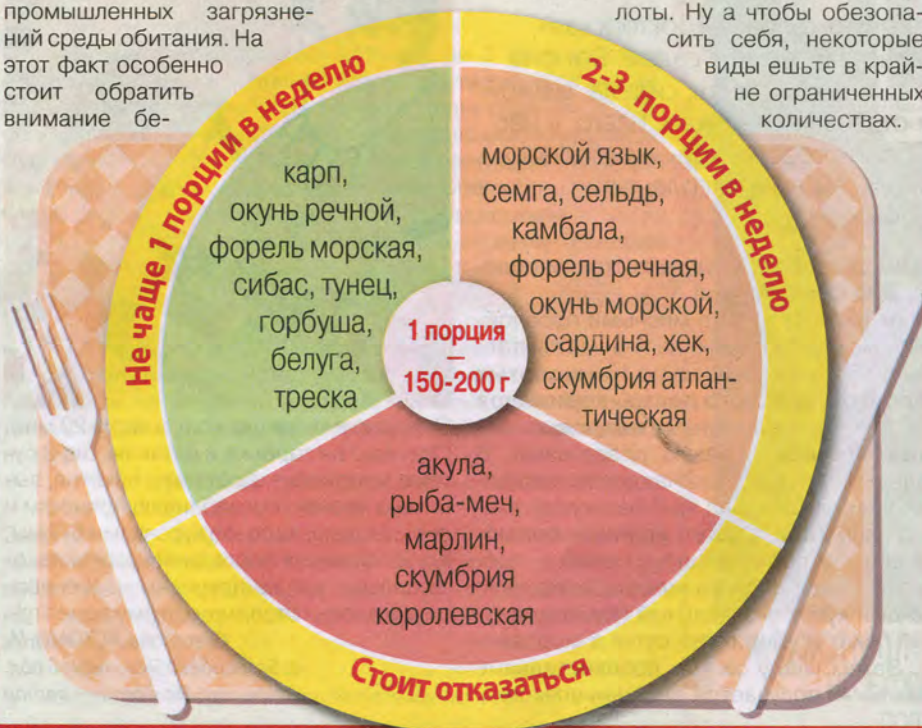 промышленных загрязне-
ний среды обитания. На
этот факт особенно
стоит обратить
внимание бе-
лоты. Ну а чтобы обезопа-
сить себя, некоторые
виды ешьте в край-
не ограниченных
количествах.
Не чаще 1 порции в неделю
карп,
окунь речной,
форель морская,
сибас, тунец,
горбуша,
белуга,
треска
2-3 порции в неделю
морской язык,
семга, сельдь,
камбала,
форель речная,
окунь морской,
сардина, хек,
скумбрия атлан-
тическая
1 порция
—
150-200 г
акула,
рыба-меч,
марлин,
скумбрия
королевская
Стоит отказаться